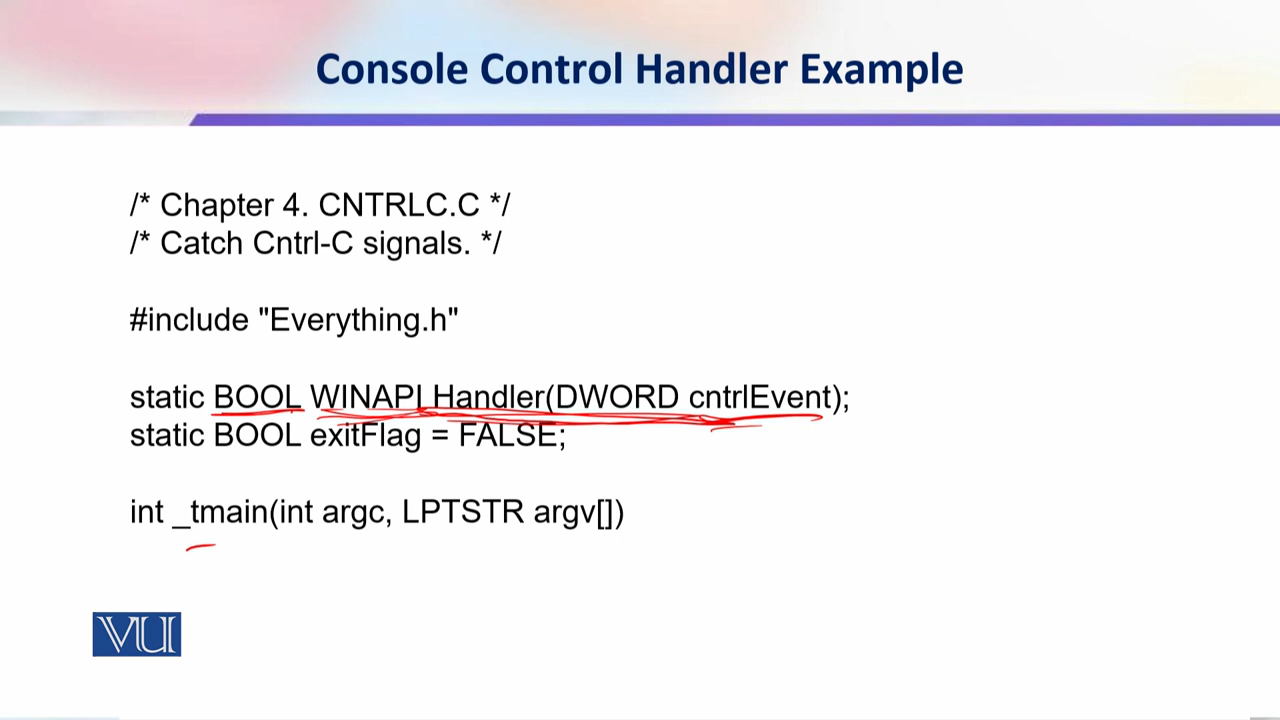 Console Control Handler Example
/* Chapter 4. CNTRLC.C */
/* Catch Cntrl-C signals. */
#include "Everything.h"
static BOOL WINAPI Handler(DWORD cntrlEvent);
static BOOL exitFlag = FALSE;
int _tmain(int argc, LPTSTR argv[])
VU